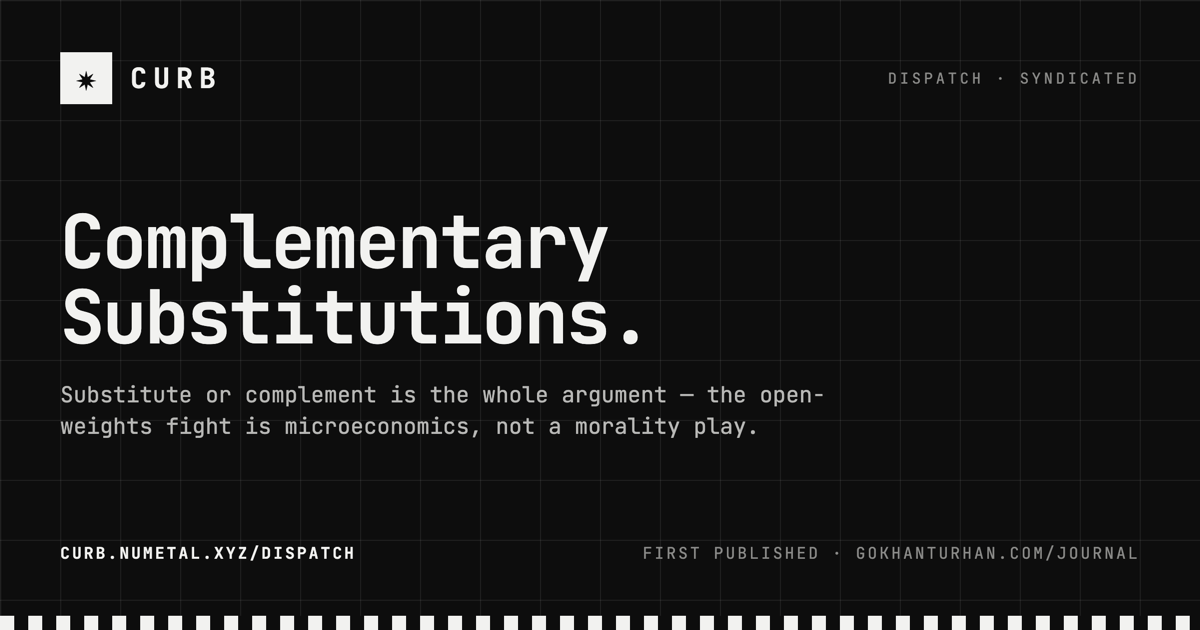 CURB
DISPATCH · SYNDICATED
Complementary
Substitutions.
Substitute or complement is the whole argument — the open-
weights fight is microeconomics, not a morality play.
CURB.NUMETAL.XYZ/DISPATCH
FIRST PUBLISHED · GOKHANTURHAN.COM/JOURNAL